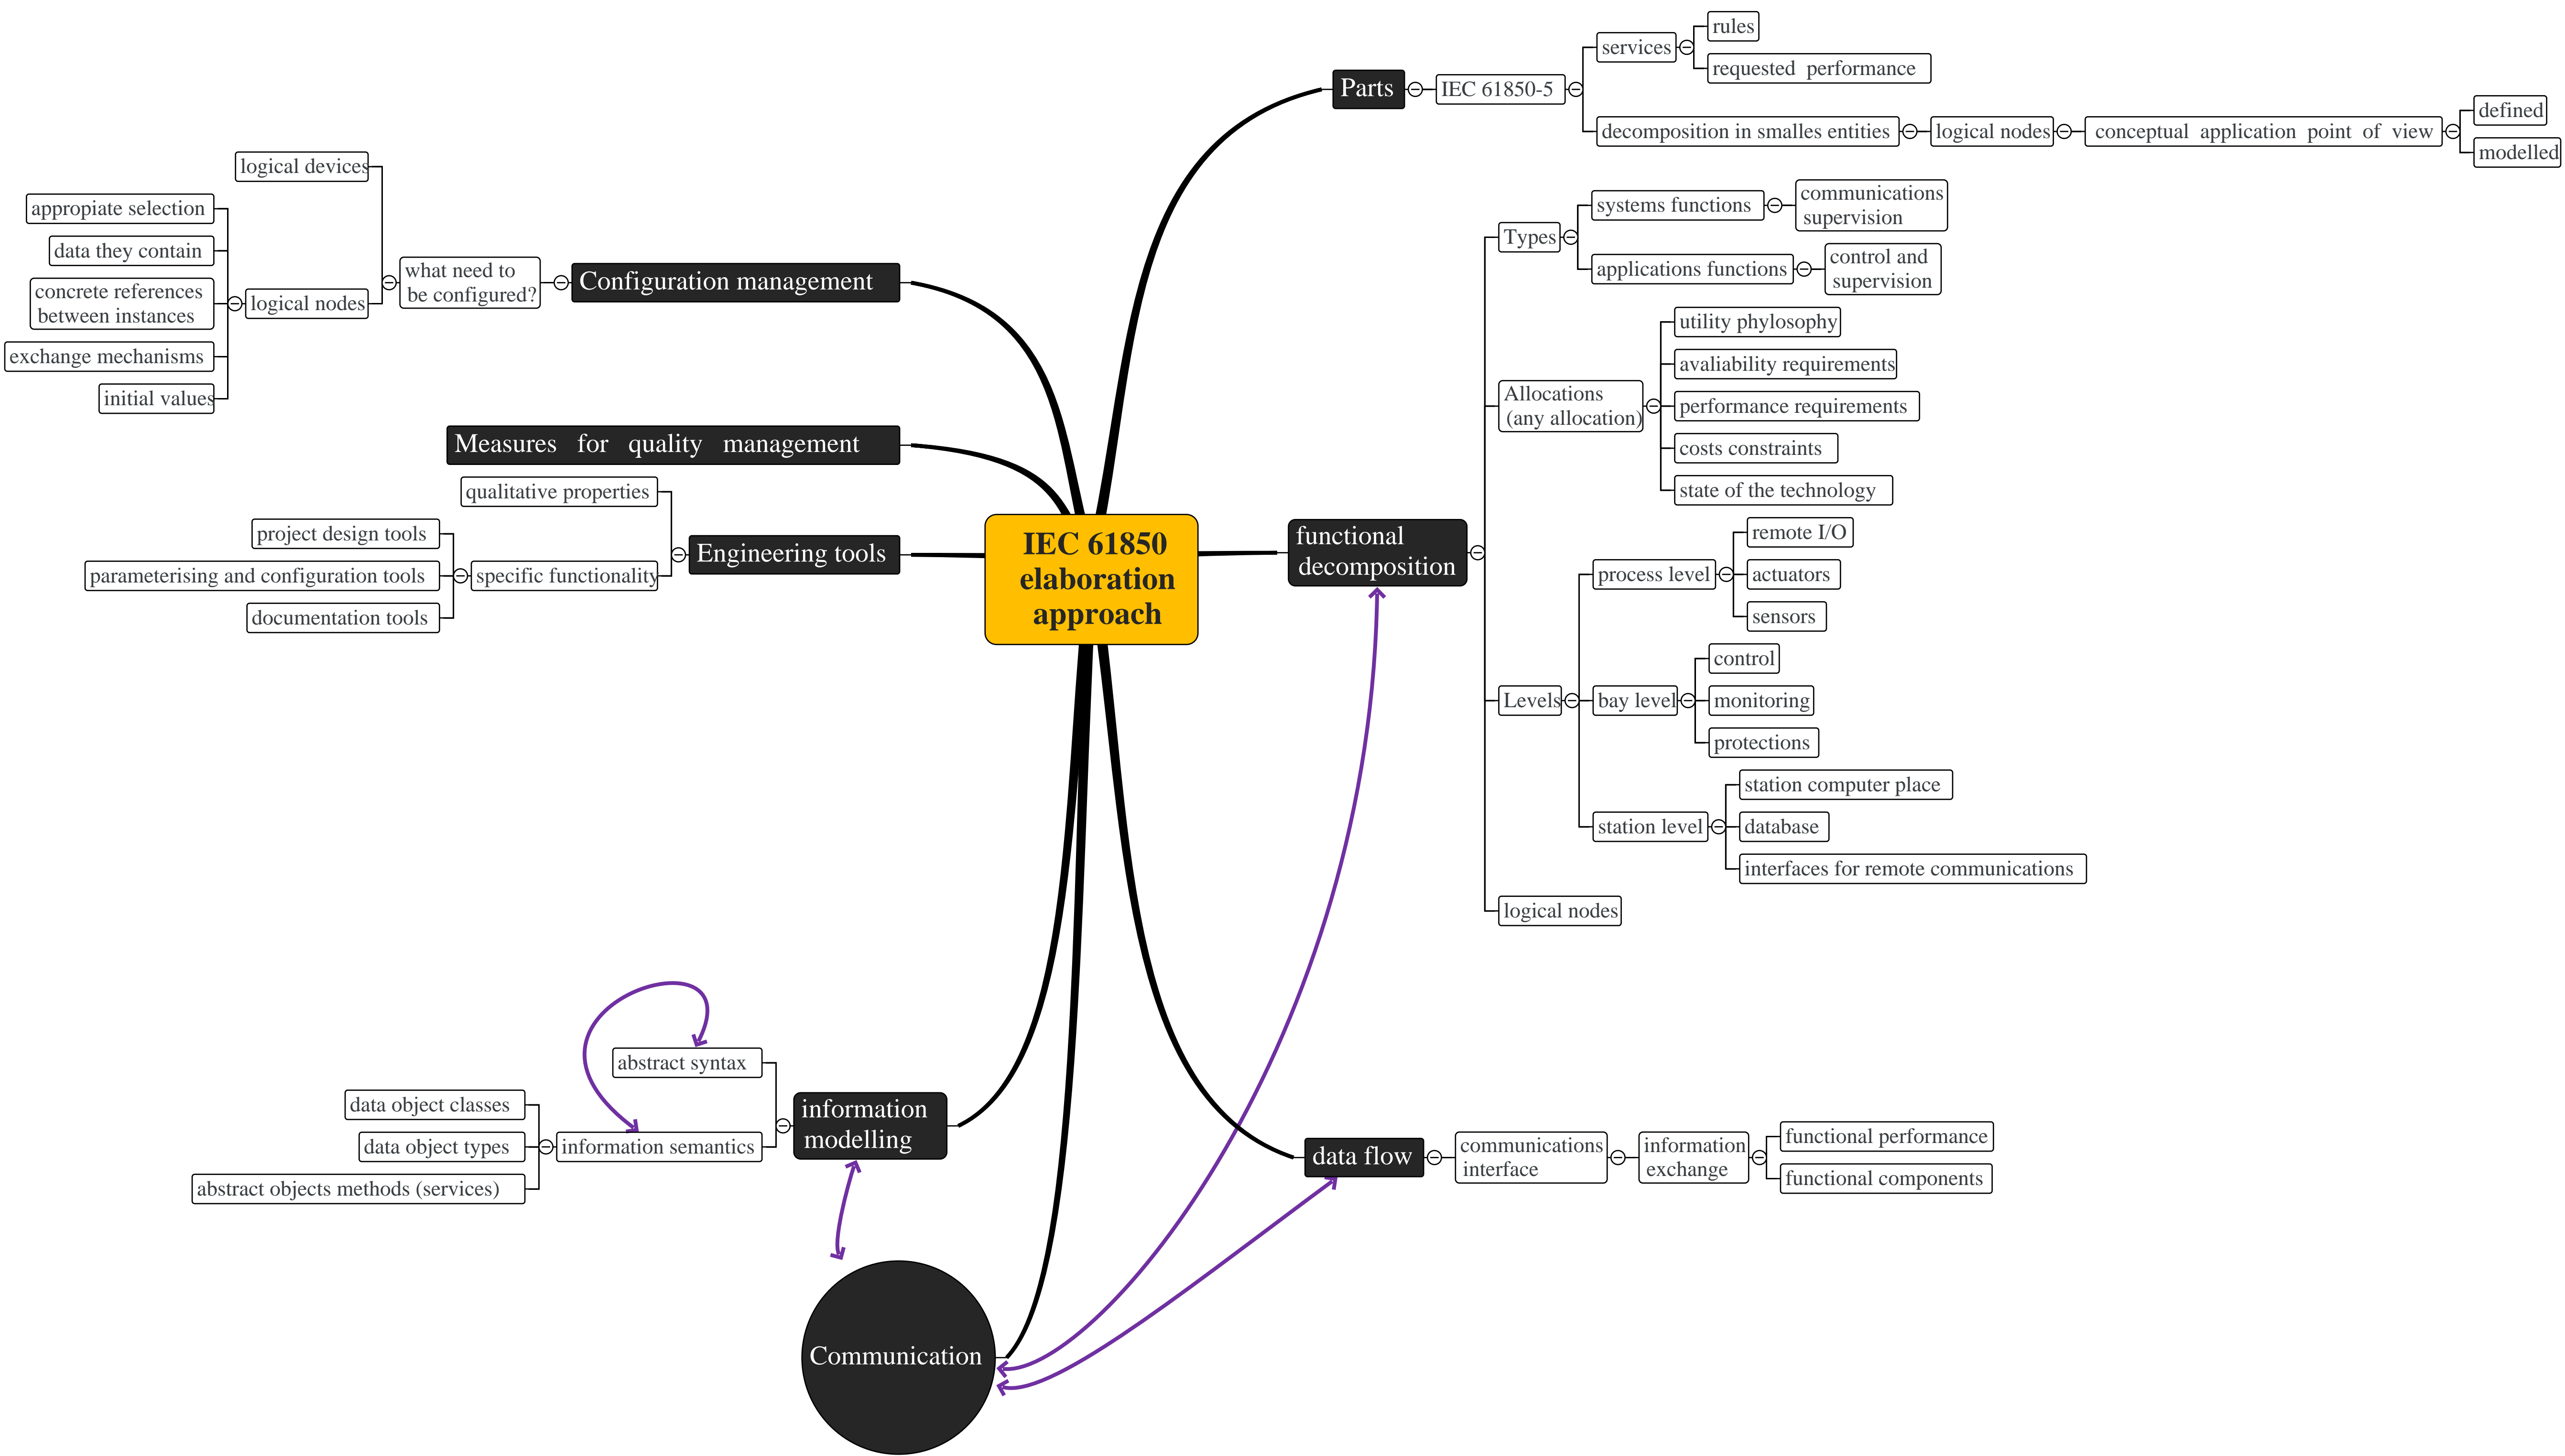 IEC 61850
elaboration
approach
Parts
IEC 61850-5
services
rules
requested performance
decomposition in smalles entities
logical nodes
conceptual application point of view
defined
modelled
functional
decomposition
Types
systems functions
communications
supervision
applications functions
control and
supervision
Allocations
(any allocation)
utility phylosophy
avaliability requirements
performance requirements
costs constraints
state of the technology
Levels
process level
remote I/O
actuators
sensors
bay level
control
monitoring
protections
station level
station computer place
database
interfaces for remote communications
logical nodes
data flow
communications
interface
information
exchange
functional performance
functional components
Configuration management
what need to
be configured?
logical devices
logical nodes
appropiate selection
data they contain
concrete references
between instances
exchange mechanisms
initial values
Measures for quality management
Engineering tools
qualitative properties
specific functionality
project design tools
parameterising and configuration tools
documentation tools
information
modelling
abstract syntax
information semantics
data object classes
data object types
abstract objects methods (services)
Communication